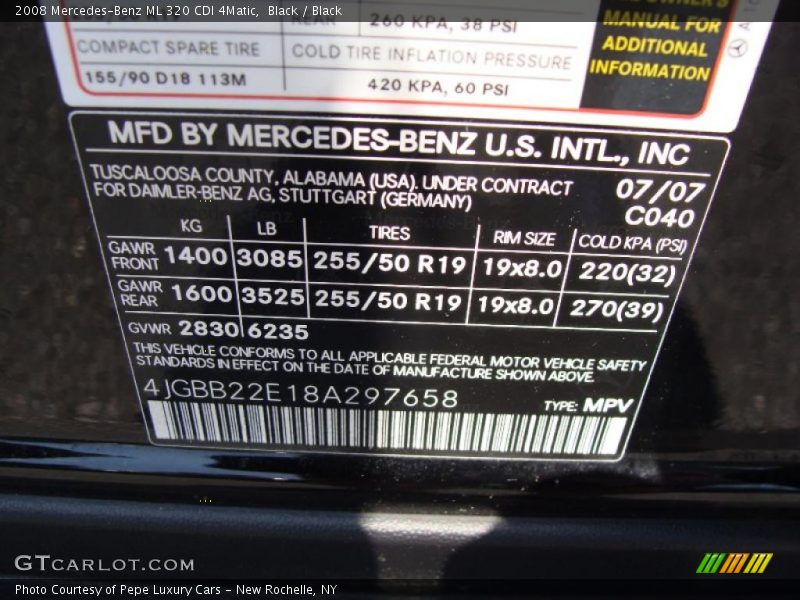 2008 Mercedes-Benz ML 320 CDI 4Matic, Black / Black
REAR 260 KPA, 38 PSI
COMPACT SPARE TIRE COLD TIRE INFLATION PRESSURE
155/90 D18 113M 420 KPA, 60 PSI
OWNER'S
MANUAL FOR
ADDITIONAL
INFORMATION
MFD BY MERCEDES-BENZ U.S. INTL., INC
TUSCALOOSA COUNTY, ALABAMA (USA). UNDER CONTRACT 07/07
FOR DAIMLER-BENZ AG, STUTTGART (GERMANY) C040
KG LB TIRES RIM SIZE COLD KPA (PSI)
GAWR FRONT 1400 3085 255/50 R19 19x8.0 220(32)
GAWR REAR 1600 3525 255/50 R19 19x8.0 270(39)
GVWR 2830 6235
THIS VEHICLE CONFORMS TO ALL APPLICABLE FEDERAL MOTOR VEHICLE SAFETY
STANDARDS IN EFFECT ON THE DATE OF MANUFACTURE SHOWN ABOVE.
4JGBB22E18A297658 TYPE: MPV
GTCARLOT.COM
Photo Courtesy of Pepe Luxury Cars - New Rochelle, NY